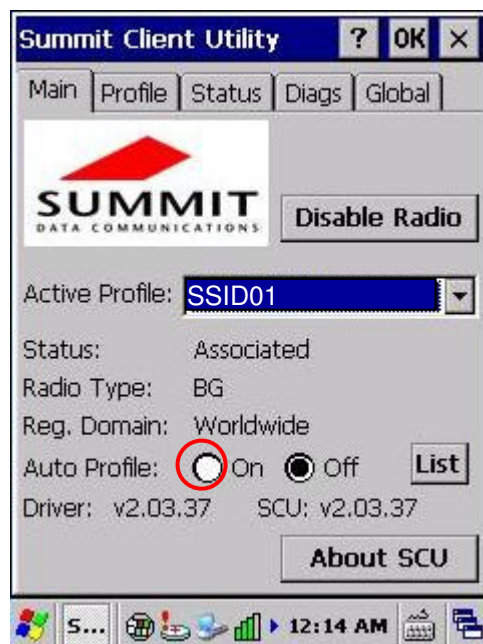 Summit Client Utility ? OK ×
Main Profile Status Diags Global
SUMMIT
DATA COMMUNICATIONS
Disable Radio
Active Profile: SSID01
Status: Associated
Radio Type: BG
Reg. Domain: Worldwide
Auto Profile: On Off List
Driver: v2.03.37 SCU: v2.03.37
About SCU
S... 12:14 AM